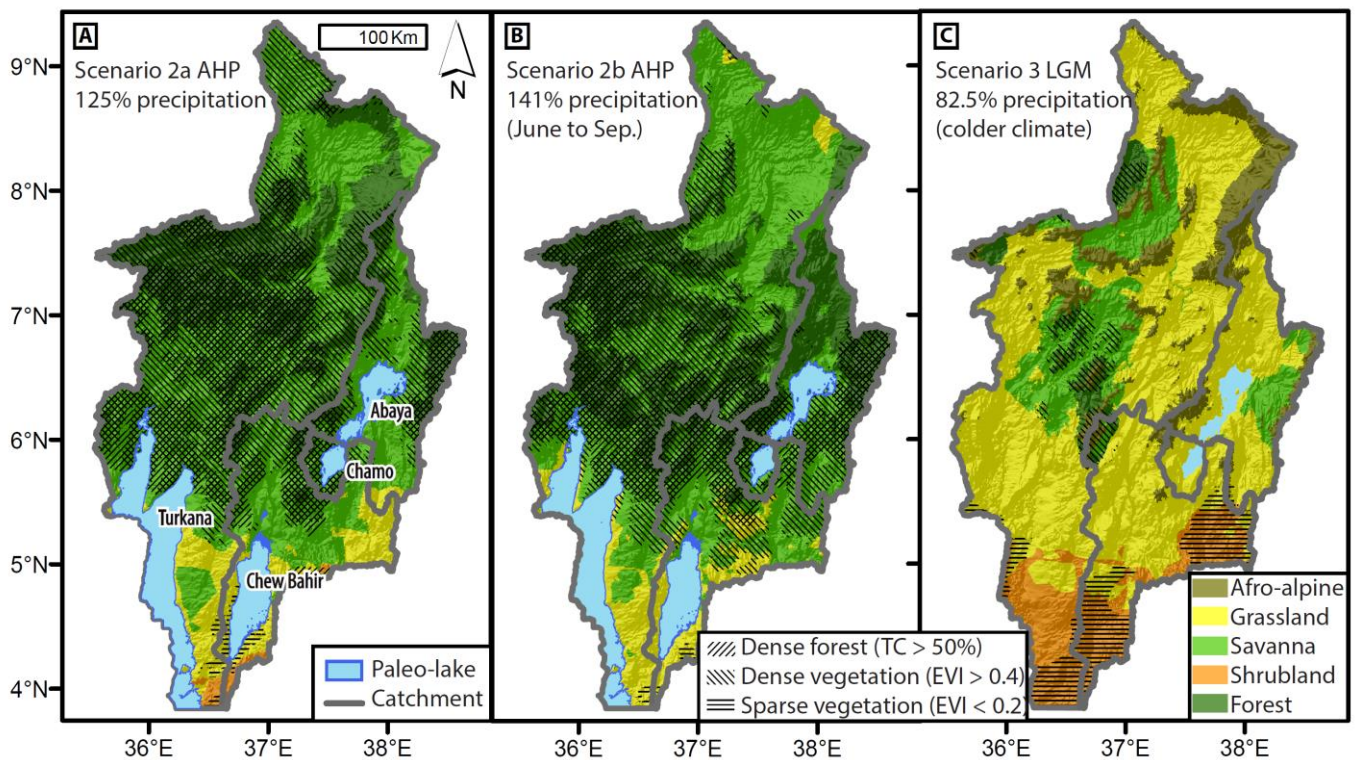 A
Scenario 2a AHP
125% precipitation
100 Km
N
B
Scenario 2b AHP
141% precipitation
(June to Sep.)
C
Scenario 3 LGM
82.5% precipitation
(colder climate)
9°N
8°N
7°N
6°N
5°N
4°N
Abaya
Chamo
Turkana
Chew Bahir
Paleo-lake
Catchment
Dense forest (TC > 50%)
Dense vegetation (EVI > 0.4)
Sparse vegetation (EVI < 0.2)
Afro-alpine
Grassland
Savanna
Shrubland
Forest
36°E 37°E 38°E 36°E 37°E 38°E 36°E 37°E 38°E